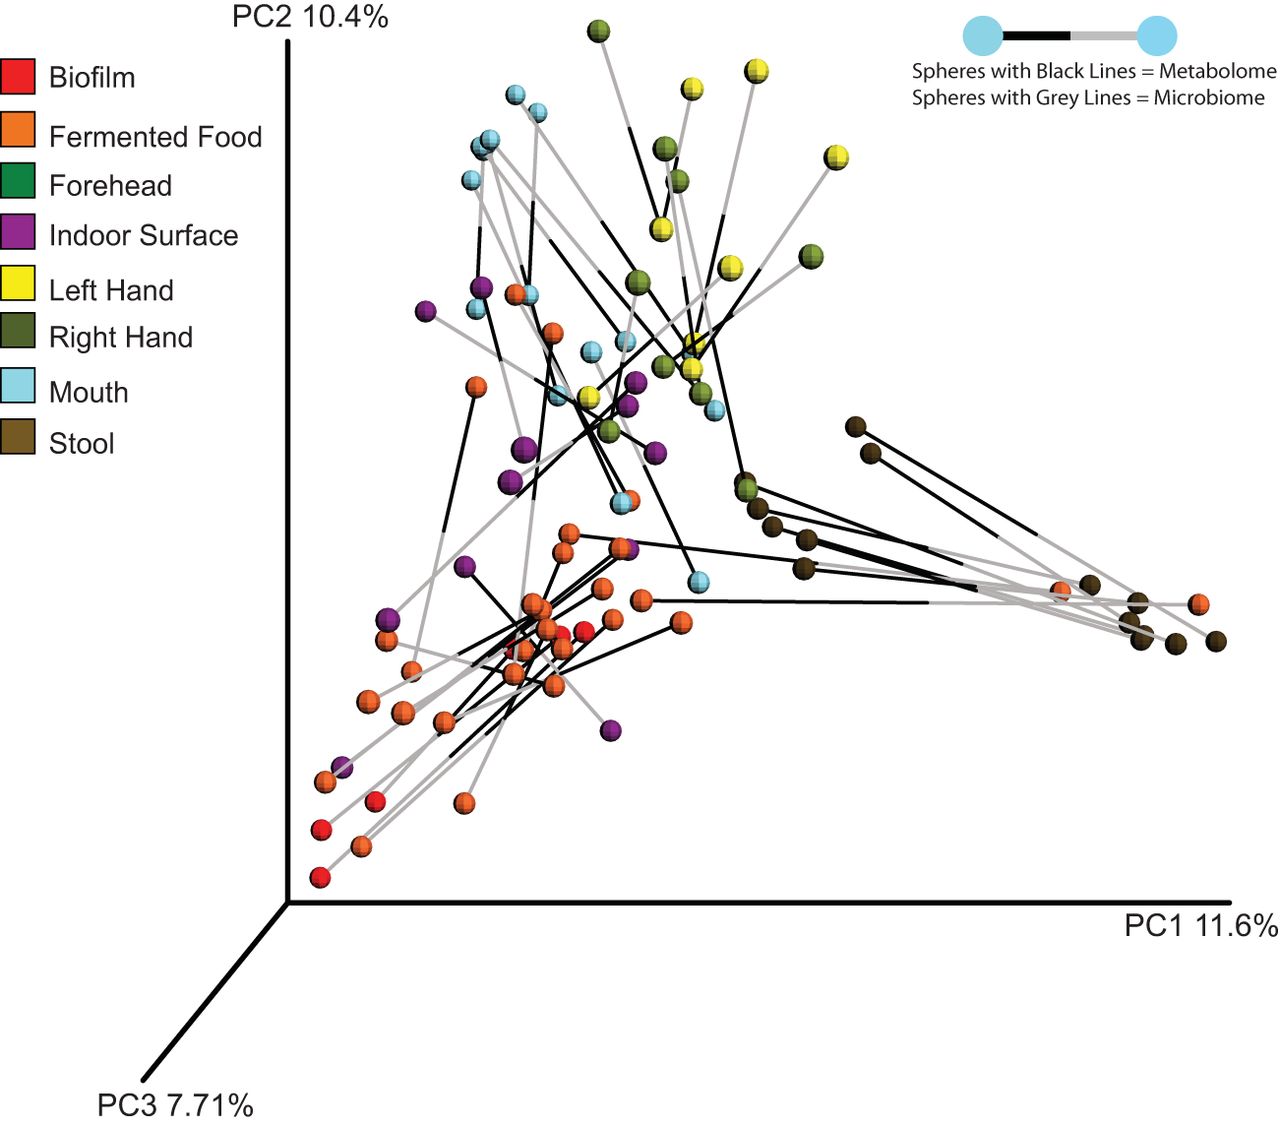 PC2 10.4%
Spheres with Black Lines = Metabolome
Spheres with Grey Lines = Microbiome
Biofilm
Fermented Food
Forehead
Indoor Surface
Left Hand
Right Hand
Mouth
Stool
PC1 11.6%
PC3 7.71%